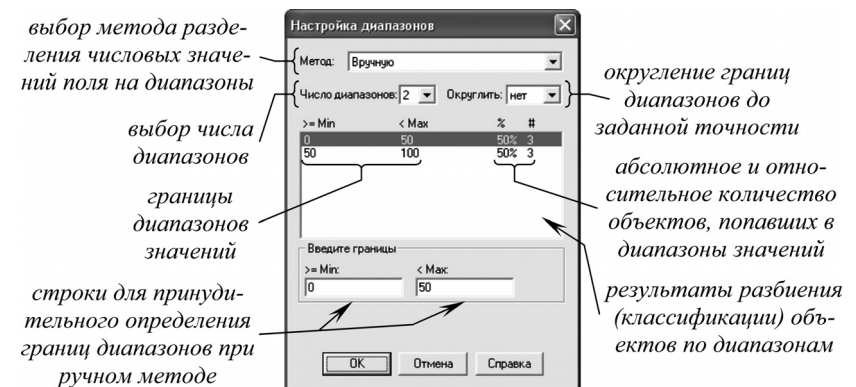 выбор метода разде-
ления числовых значе-
ний поля на диапазоны
выбор числа
диапазонов
границы
диапазонов
значений
строки для принуди-
тельного определения
границ диапазонов при
ручном методе
Настройка диапазонов
Метод: Вручную
Число диапазонов: 2 Округлить: нет
>= Min < Max % #
0 50 50% 3
50 100 50% 3
Введите границы
>= Min: < Max:
0 50
OK Отмена Справка
округление границ
диапазонов до
заданной точности
абсолютное и отно-
сительное количество
объектов, попавших в
диапазоны значений
результаты разбиения
(классификации) объ-
ектов по диапазонам